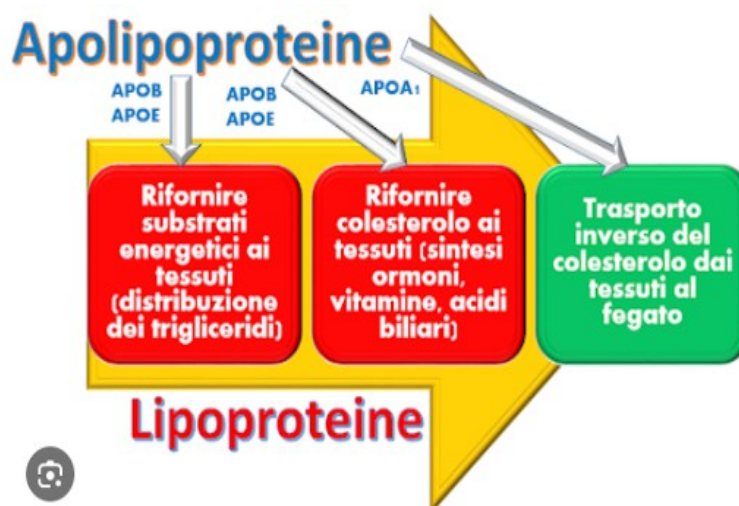 Apolipoproteine
APOB
APOE
APOB
APOE
APOA1
Rifornire
substrati
energetici ai
tessuti
(distribuzione
dei trigliceridi)
Rifornire
colesterolo ai
tessuti (sintesi
ormoni,
vitamine, acidi
biliari)
Trasporto
inverso del
colesterolo dai
tessuti al
fegato
Lipoproteine